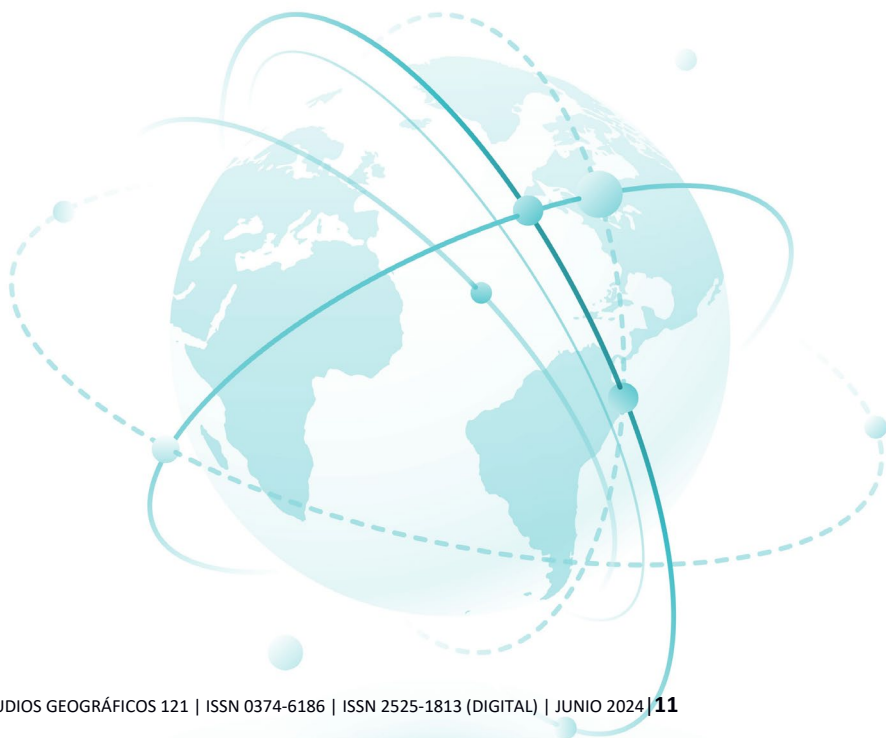 UDIOS GEOGRÁFICOS 121 | ISSN 0374-6186 | ISSN 2525-1813 (DIGITAL) | JUNIO 2024|11